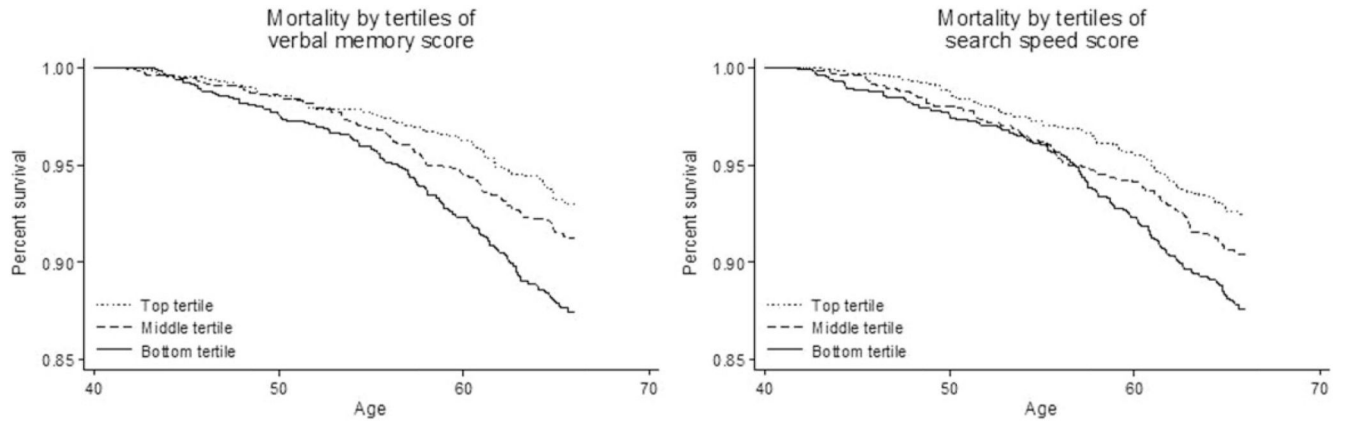 Mortality by tertiles of
verbal memory score
Percent survival
1.00
0.95
0.90
0.85
Top tertile
Middle tertile
Bottom tertile
40
50
60
70
Age
Mortality by tertiles of
search speed score
Percent survival
1.00
0.95
0.90
0.85
Top tertile
Middle tertile
Bottom tertile
40
50
60
70
Age